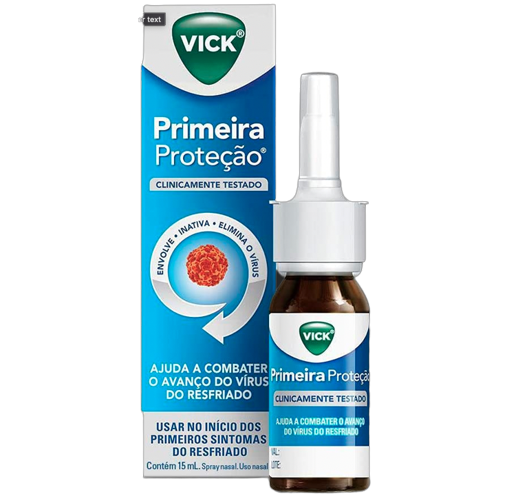 text
VICK®
Primeira
Proteção®
CLINICAMENTE TESTADO
ENVOLVE • INATIVA • ELIMINA O VÍRUS
AJUDA A COMBATER
O AVANÇO DO VÍRUS
DO RESFRIADO
USAR NO INÍCIO DOS
PRIMEIROS SINTOMAS
DO RESFRIADO
Contém 15 mL. Spray nasal. Uso nasal
VICK®
Primeira Proteção
CLINICAMENTE TESTADO
AJUDA A COMBATER O AVANÇO
DO VÍRUS DO RESFRIADO
VAL:
LOTE: